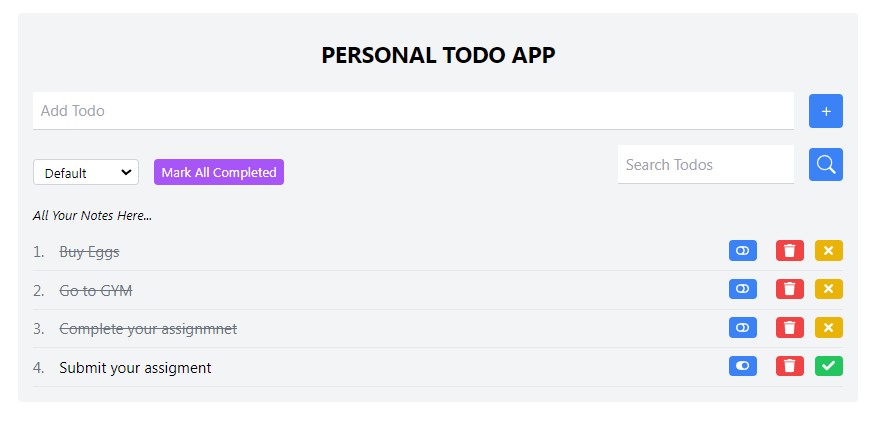 PERSONAL TODO APP
Add Todo
+
Default
Mark All Completed
Search Todos
All Your Notes Here...
1. Buy Eggs
2. Go to GYM
3. Complete your assignmnet
4. Submit your assigment